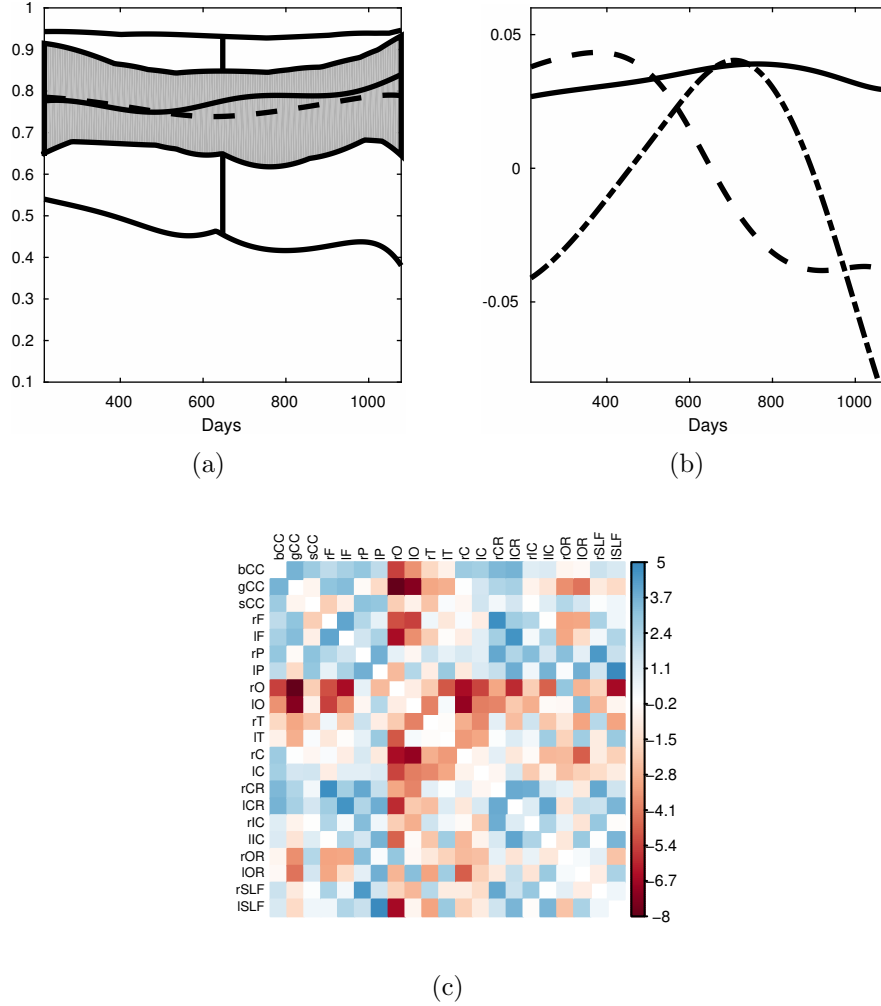 1
0.9
0.8
0.7
0.6
0.5
0.4
0.3
0.2
0.1
400
600
800
1000
Days
(a)
0.05
0
-0.05
400
600
800
1000
Days
(b)
bCC gCC sCC rF lF rP lP rO lO rT lT rC lC rCR lCR rIC lIC rOR lOR rSLF lSLF
bCC
gCC
sCC
rF
lF
rP
lP
rO
lO
rT
lT
rC
lC
rCR
lCR
rIC
lIC
rOR
lOR
rSLF
lSLF
5
3.7
2.4
1.1
−0.2
−1.5
−2.8
−4.1
−5.4
−6.7
−8
(c)